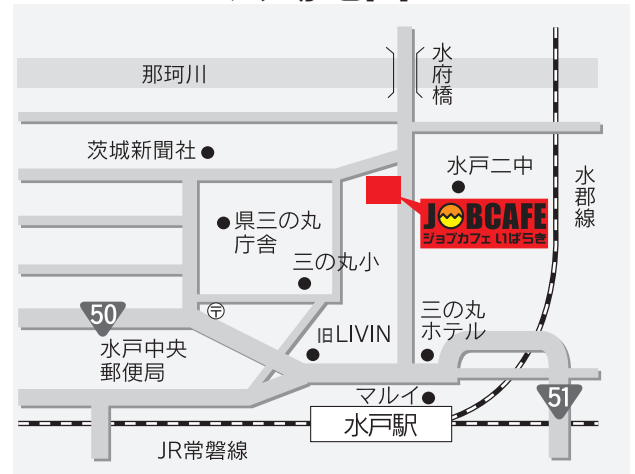 那珂川
水府橋
茨城新聞社
水戸二中
水郡線
JOBCAFE
ジョブカフェいばらき
県三の丸
庁舎
三の丸小
50
〒
旧LIVIN
三の丸
ホテル
水戸中央
郵便局
マルイ
51
水戸駅
JR常磐線